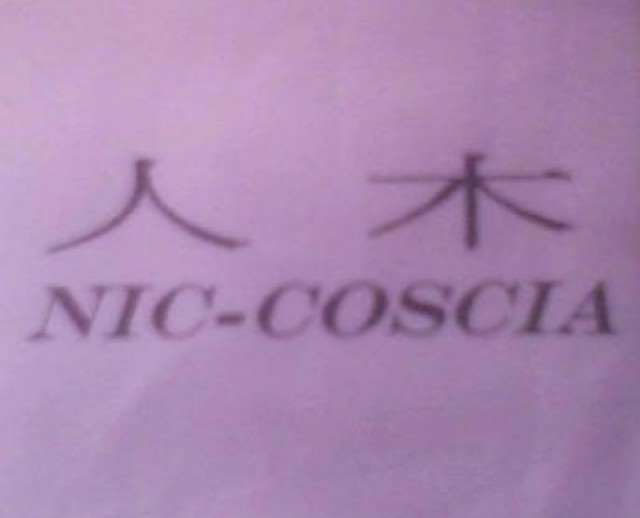 人 木
NIC-COSCIA